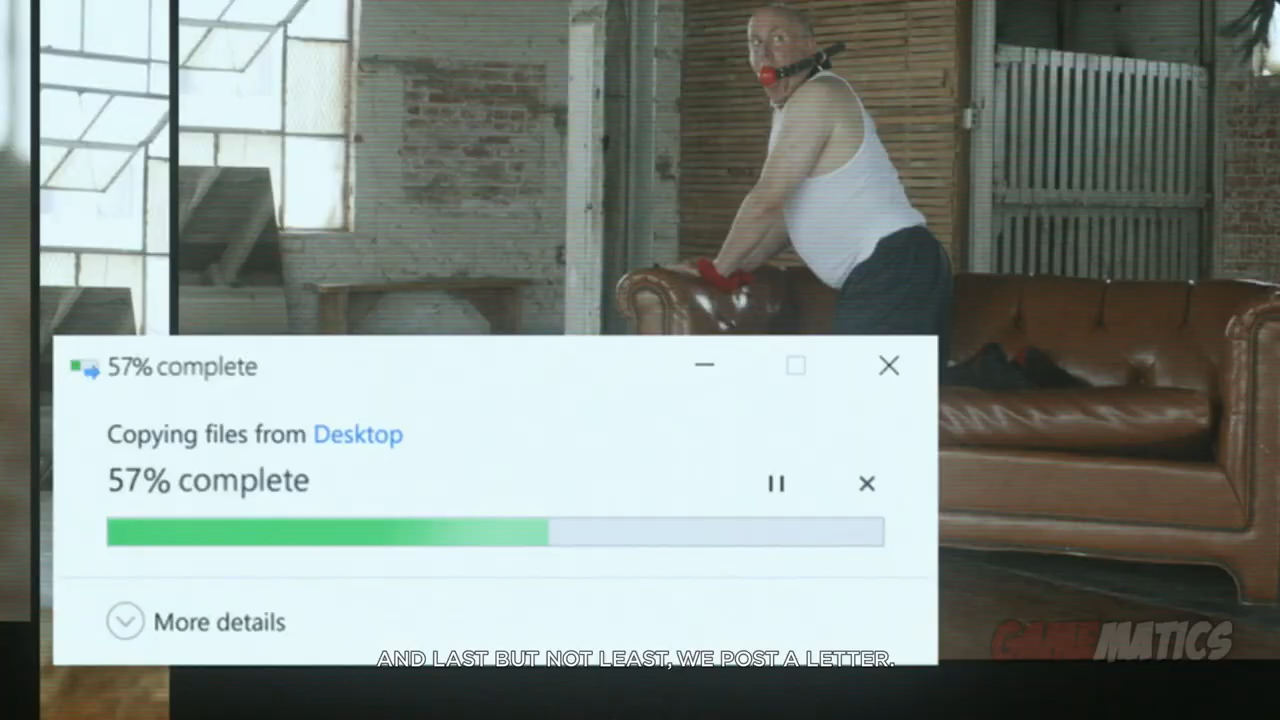 57% complete
Copying files from Desktop
57% complete
More details
AND LAST BUT NOT LEAST, WE POST A LETTER.
GAMEMATICS